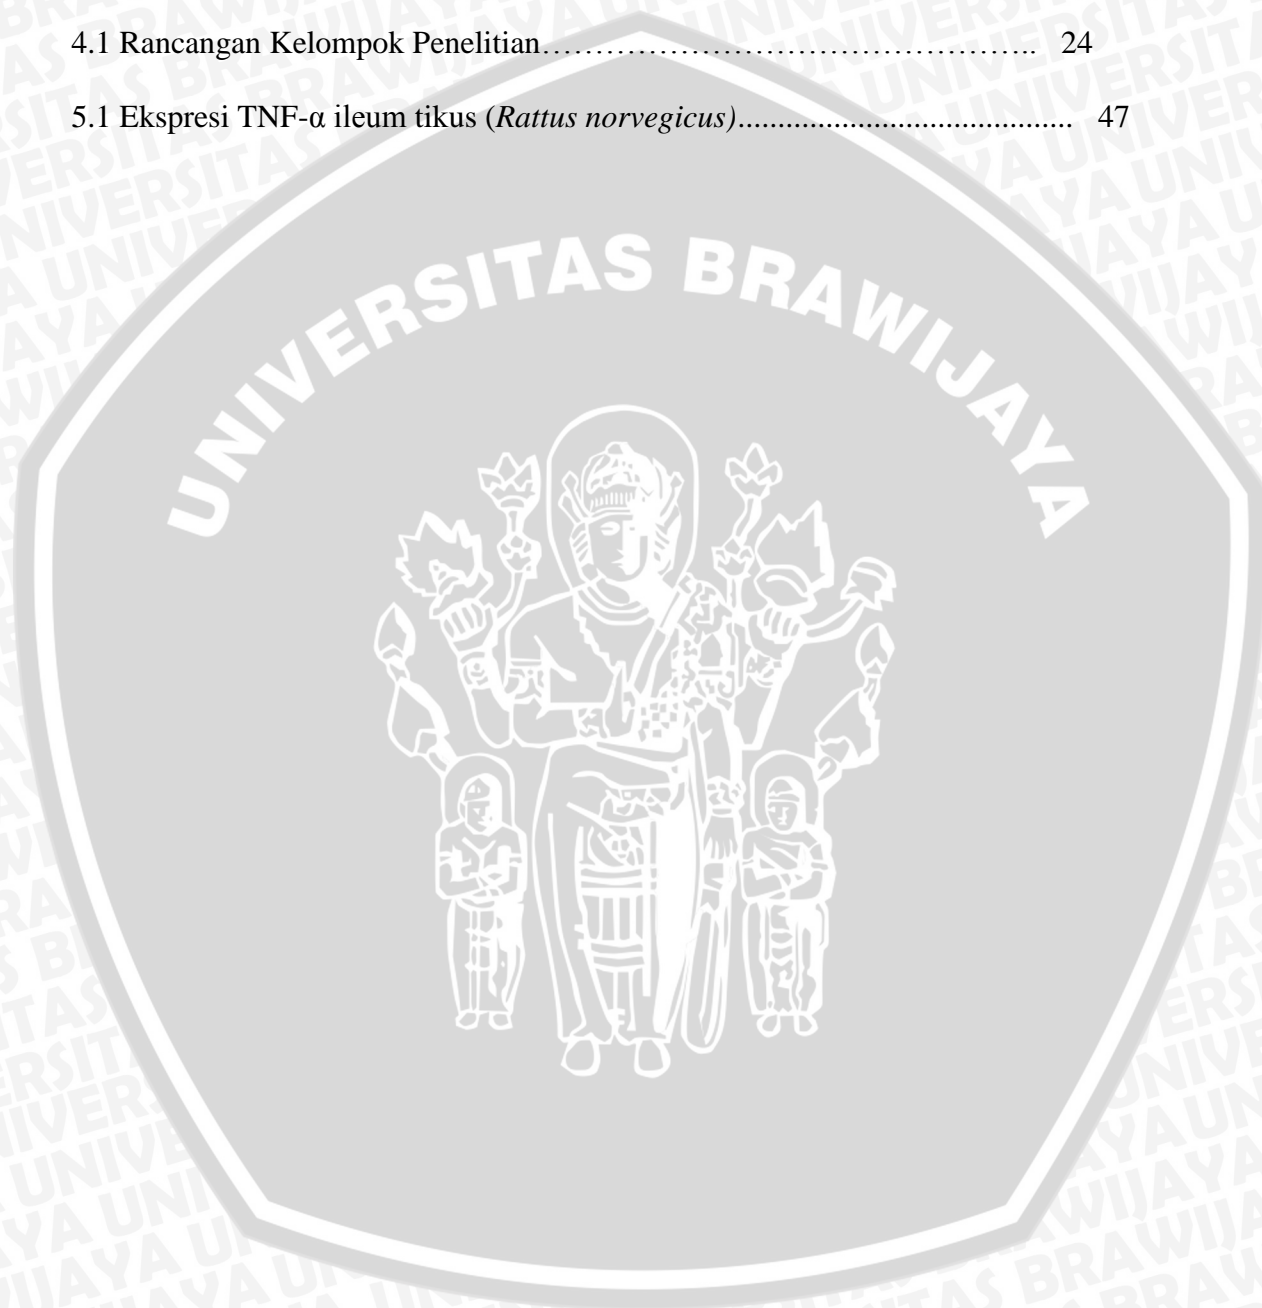 4.1 Rancangan Kelompok Penelitian………………………………………….. 24
5.1 Ekspresi TNF-α ileum tikus (Rattus norvegicus)......................................... 47
UNIVERSITAS BRAWIJAYA